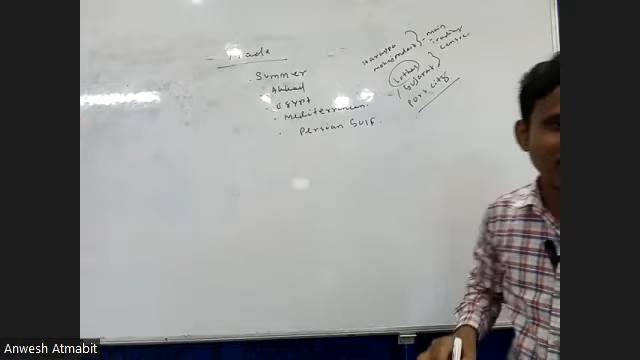 Trade
Summer
Akkad
Egypt
Mediterranean.
Persian Gulf.
Harappa
Mohenjodaro
main
trading
centre.
Lothal
Gujarat
Port city
Anwesh Atmabit